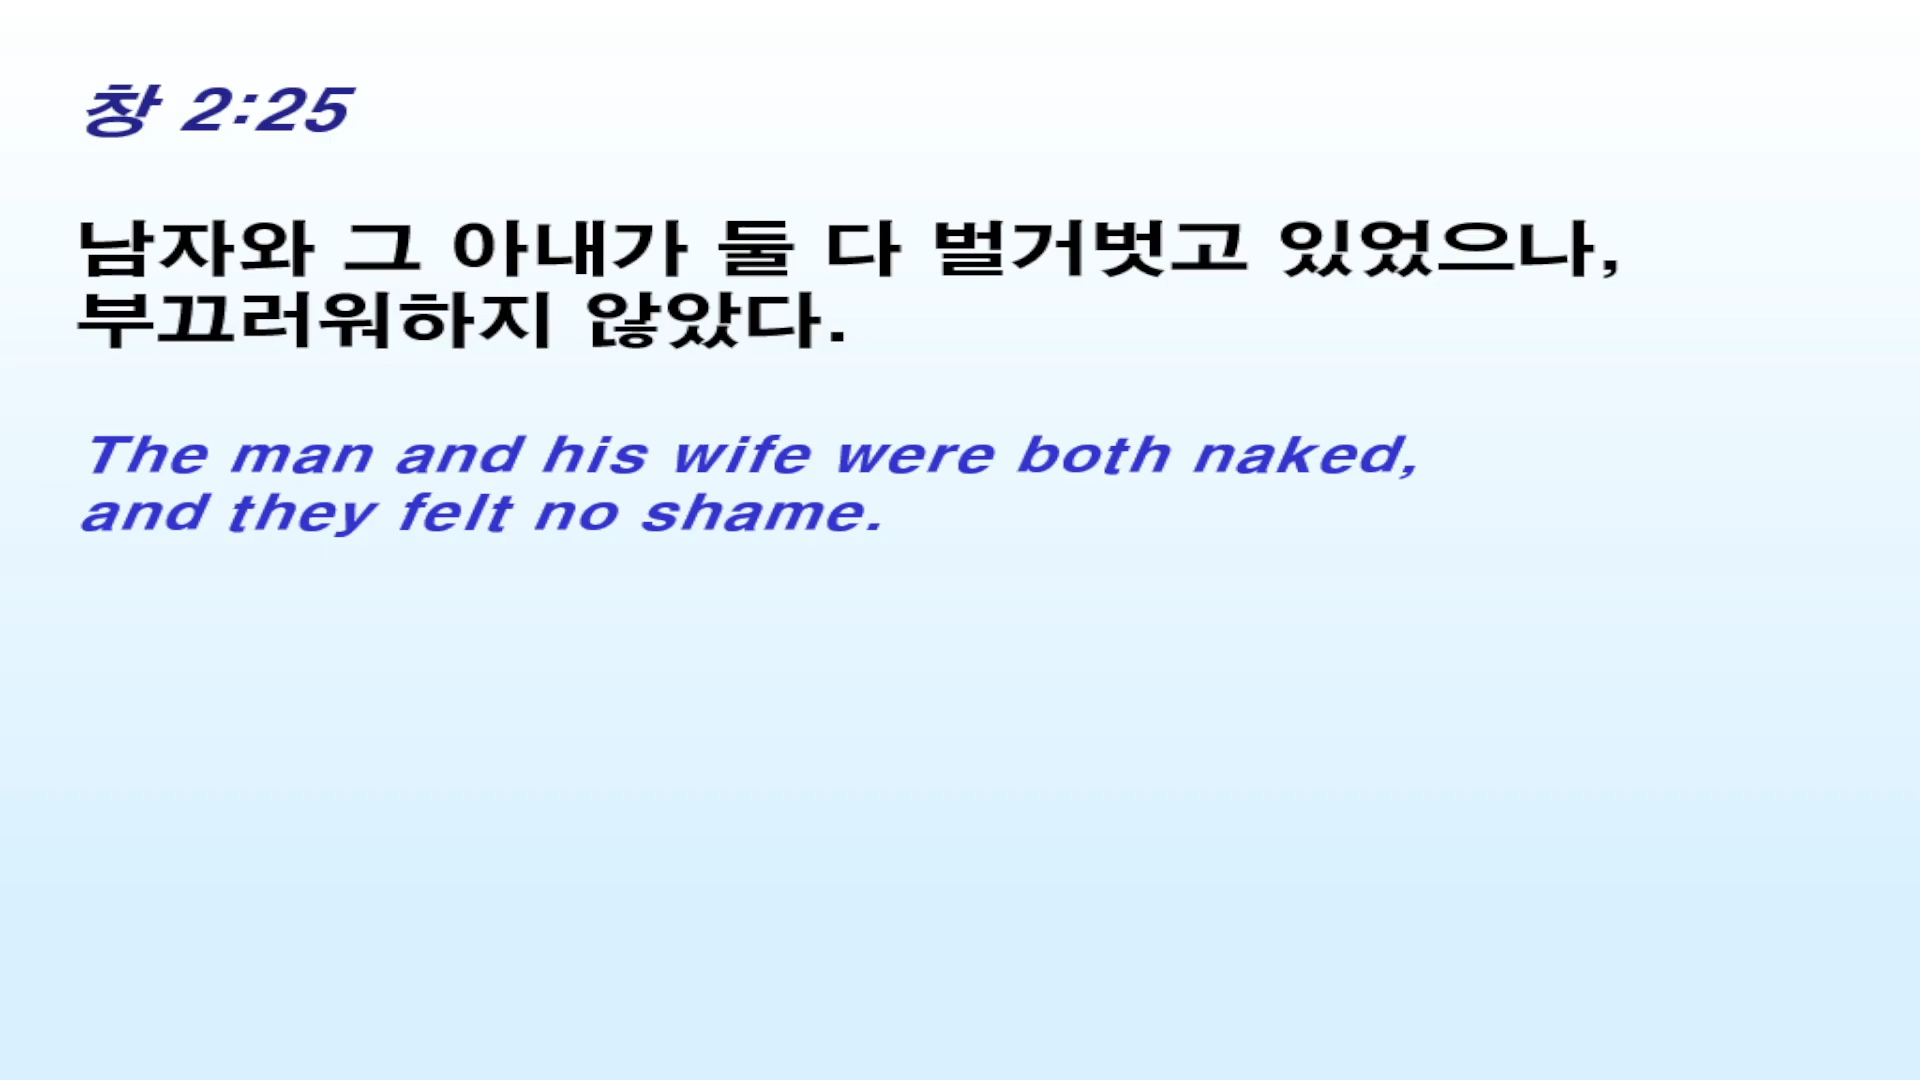 창 2:25
남자와 그 아내가 둘 다 벌거벗고 있었으나,
부끄러워하지 않았다.
The man and his wife were both naked,
and they felt no shame.